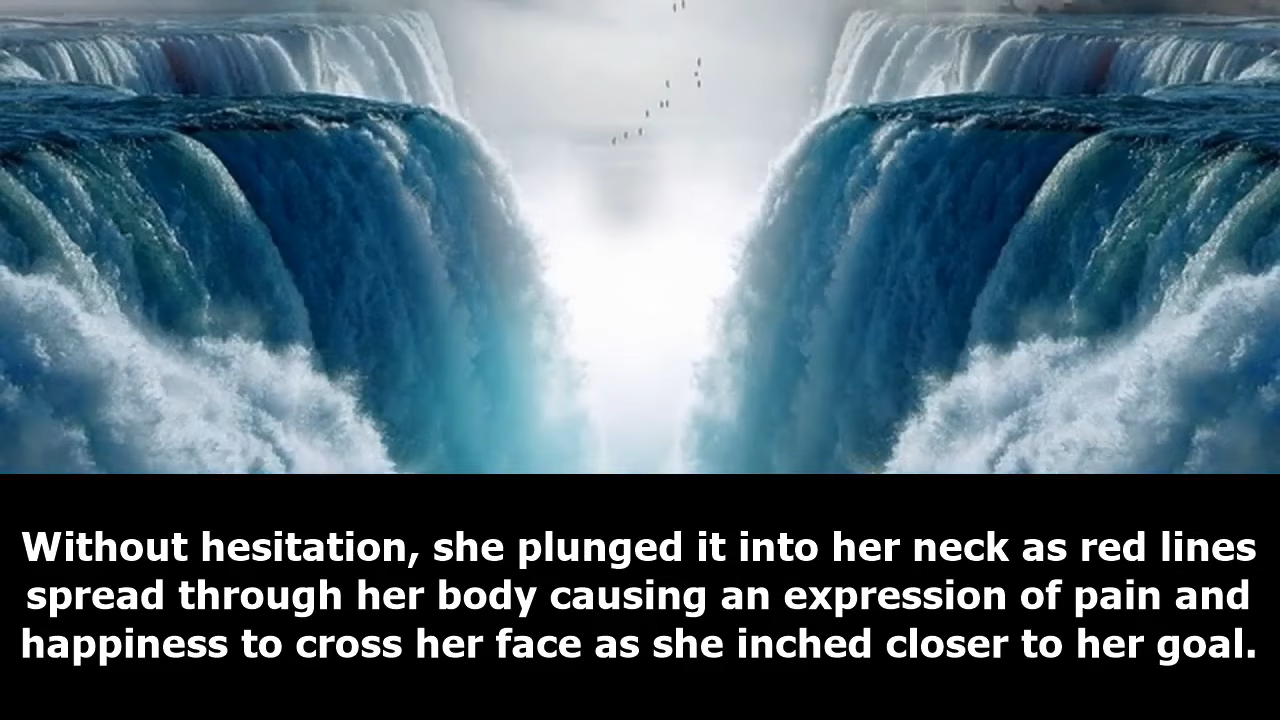 Without hesitation, she plunged it into her neck as red lines
spread through her body causing an expression of pain and
happiness to cross her face as she inched closer to her goal.